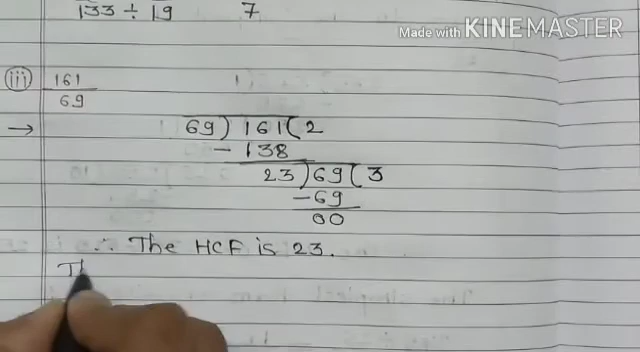 133 ÷ 19 7
Made with KINEMASTER
(iii) 161
69
→ 69) 161 (2
- 138
23) 69 (3
- 69
00
∴ The HCF is 23.
Th